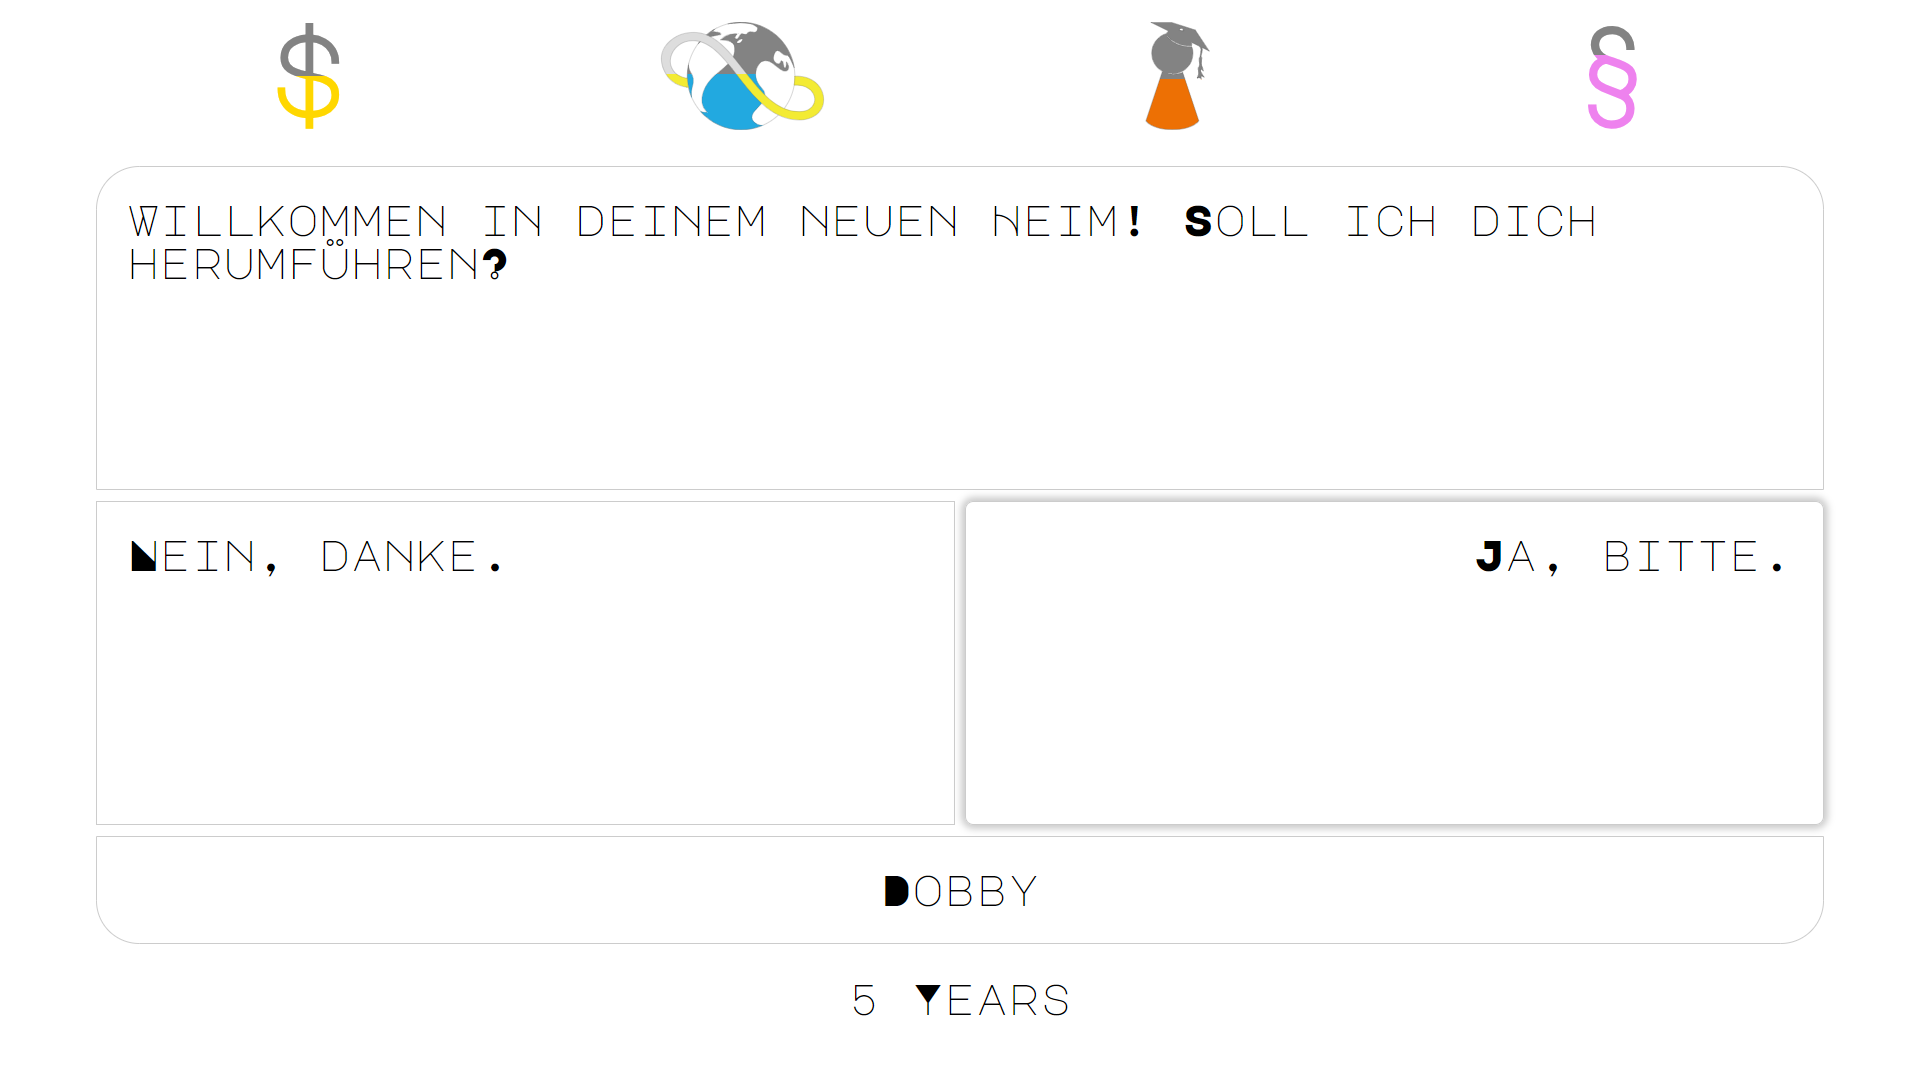 Willkommen in deinem neuen Heim! Soll ich dich
herumführen?
Nein, danke.
Ja, bitte.
Dobby
5 Years